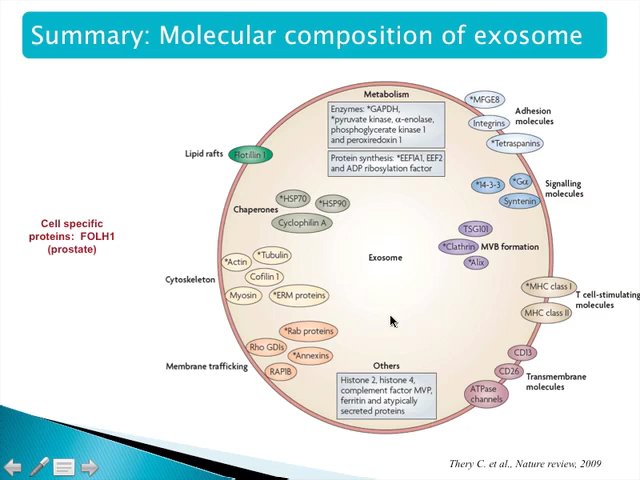 Summary: Molecular composition of exosome
Metabolism
Enzymes: *GAPDH,
*pyruvate kinase, α-enolase,
phosphoglycerate kinase 1
and peroxiredoxin 1
Protein synthesis: *EEF1A1, EEF2
and ADP ribosylation factor
*MFGE8
Integrins
*Tetraspanins
Adhesion
molecules
Lipid rafts
Flotillin 1
*14-3-3
*Gα
Syntenin
Signalling
molecules
Chaperones
*HSP70
*HSP90
Cyclophilin A
Cell specific
proteins: FOLH1
(prostate)
TSG101
*Clathrin
*Alix
MVB formation
Exosome
Cytoskeleton
*Actin
*Tubulin
Cofilin 1
Myosin
*ERM proteins
*MHC class I
MHC class II
T cell-stimulating
molecules
Membrane trafficking
*Rab proteins
Rho GDIs
*Annexins
RAP1B
CD13
CD26
ATPase
channels
Transmembrane
molecules
Others
Histone 2, histone 4,
complement factor MVP,
ferritin and atypically
secreted proteins
Thery C. et al., Nature review, 2009